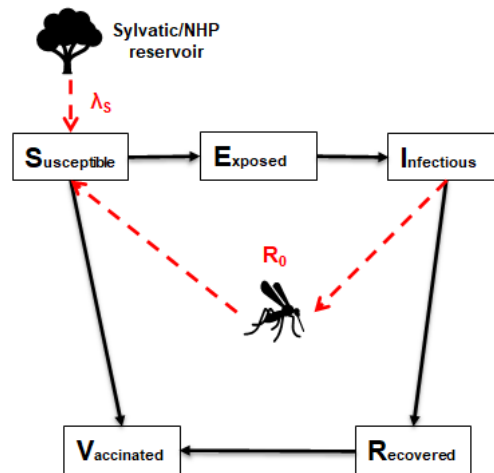 Sylvatic/NHP
reservoir
λS
Susceptible
Exposed
Infectious
R0
Vaccinated
Recovered